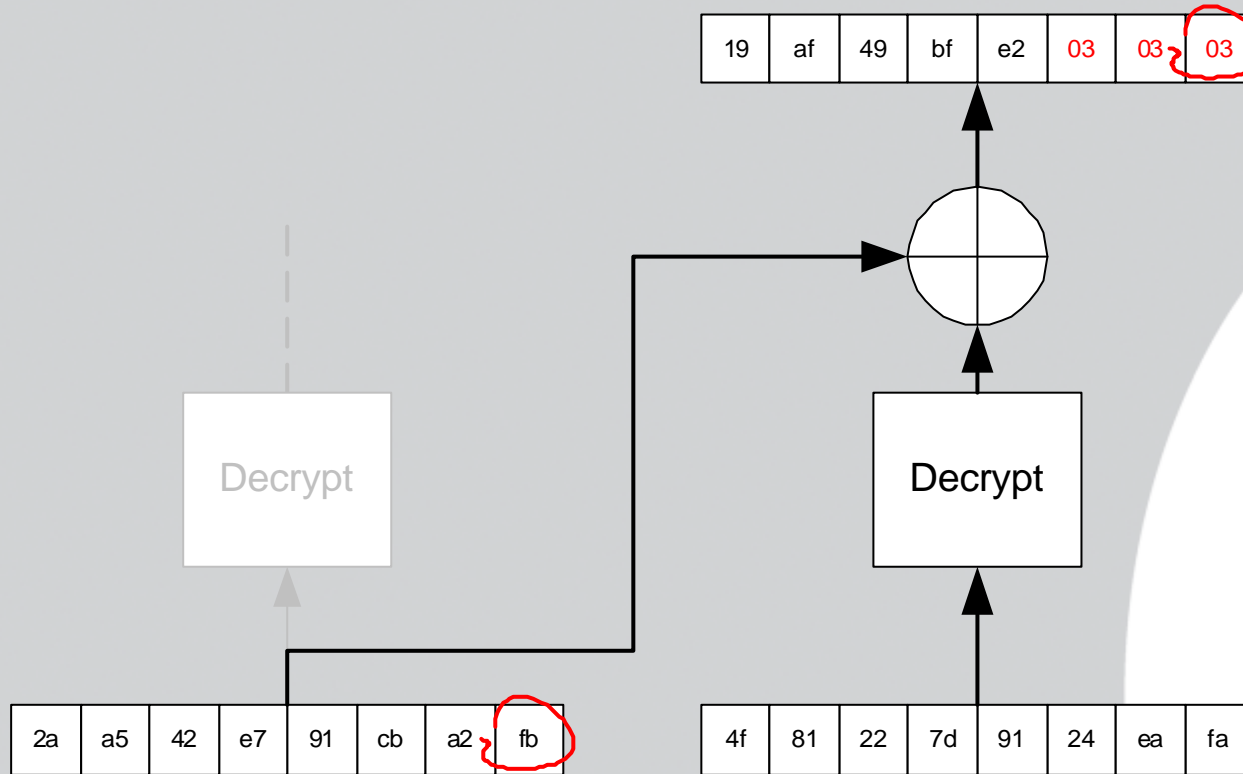 19 af 49 bf e2 03 03 03
Decrypt
Decrypt
2a a5 42 e7 91 cb a2 fb
4f 81 22 7d 91 24 ea fa